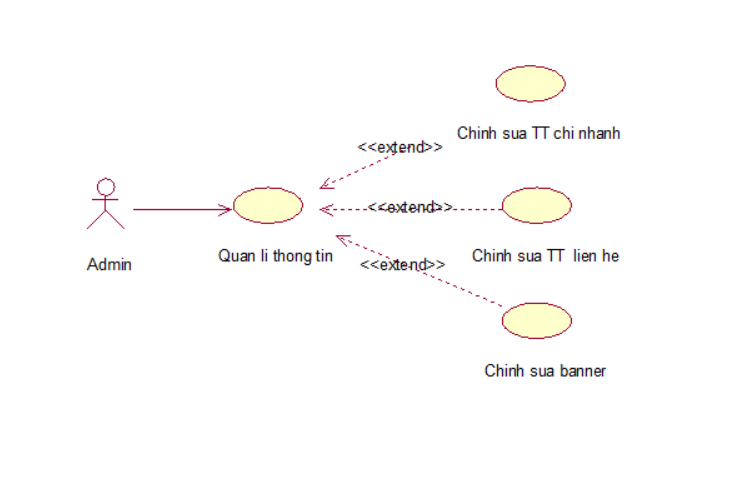 Chinh sua TT chi nhanh
<<extend>>
<<extend>>
Admin
Quan li thong tin
Chinh sua TT lien he
<<extend>>
Chinh sua banner